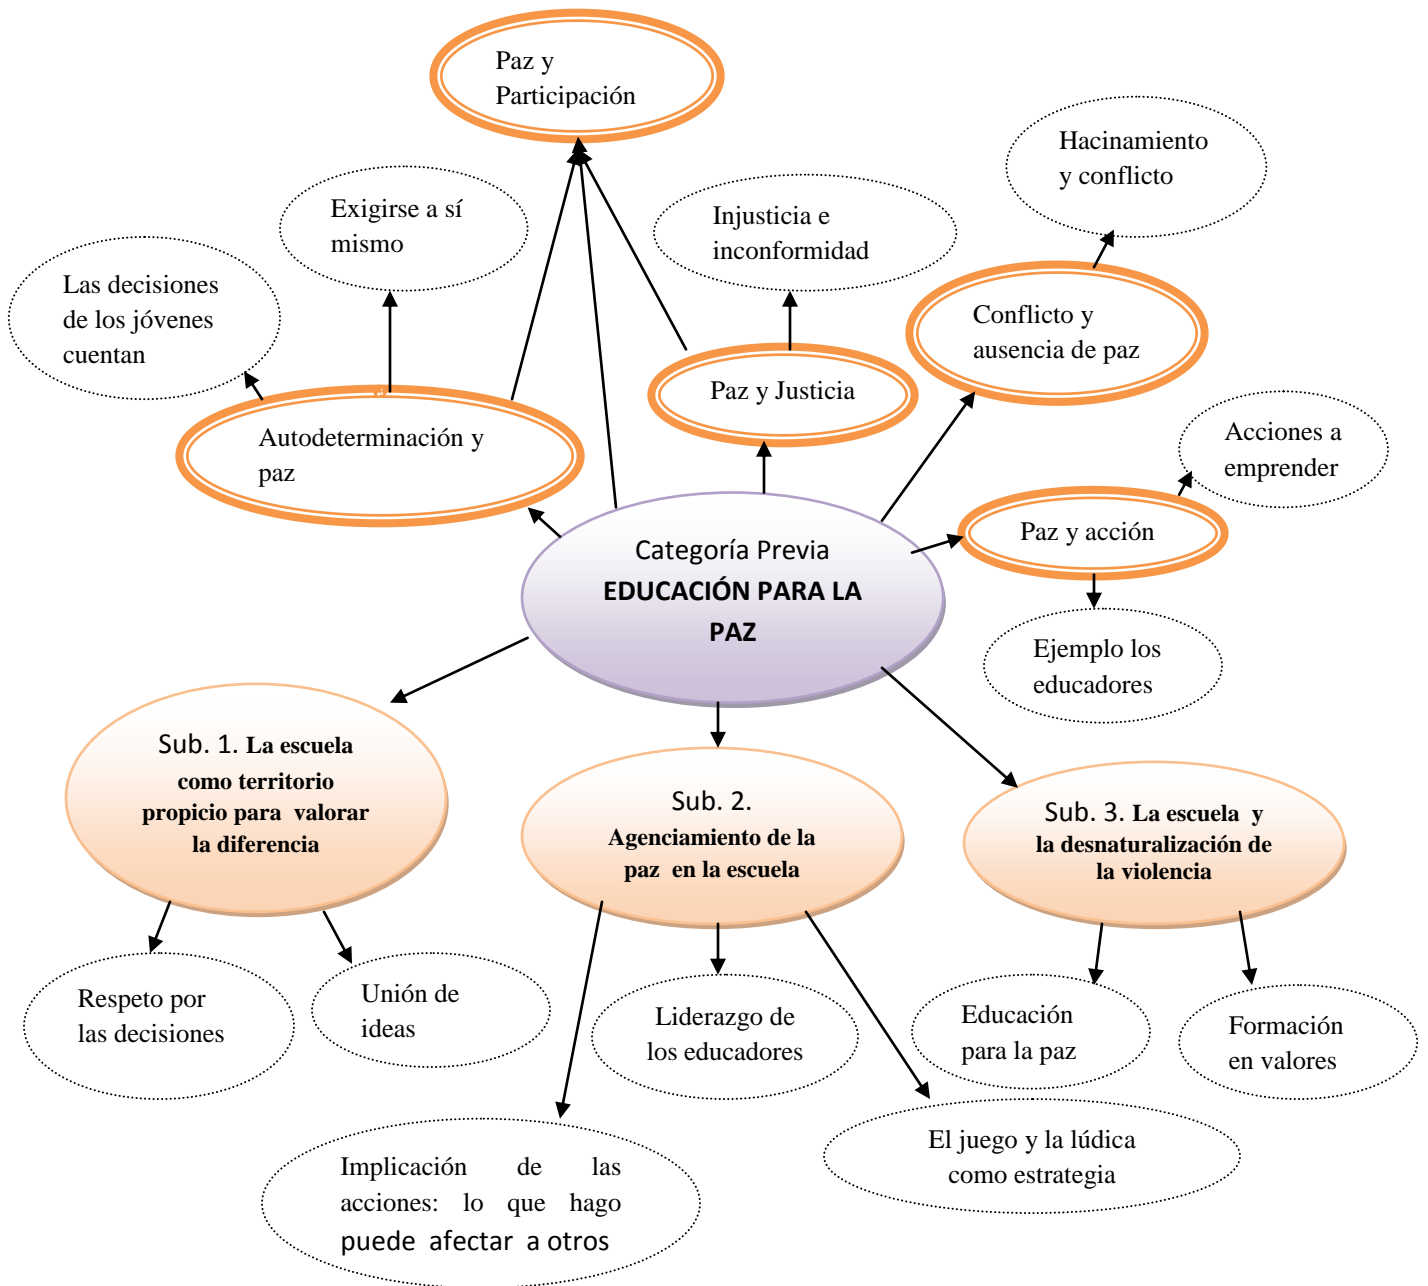 Paz y
Participación
Hacinamiento
y conflicto
Exigirse a sí
mismo
Injusticia e
inconformidad
Las decisiones
de los jóvenes
cuentan
Conflicto y
ausencia de paz
Paz y Justicia
Autodeterminación y
paz
Acciones a
emprender
Paz y acción
Categoría Previa
EDUCACIÓN PARA LA
PAZ
Ejemplo los
educadores
Sub. 1. La escuela
como territorio
propicio para valorar
la diferencia
Sub. 2.
Agenciamiento de la
paz en la escuela
Sub. 3. La escuela y
la desnaturalización de
la violencia
Respeto por
las decisiones
Unión de
ideas
Liderazgo de
los educadores
Educación
para la paz
Formación
en valores
Implicación de las
acciones: lo que hago
puede afectar a otros
El juego y la lúdica
como estrategia